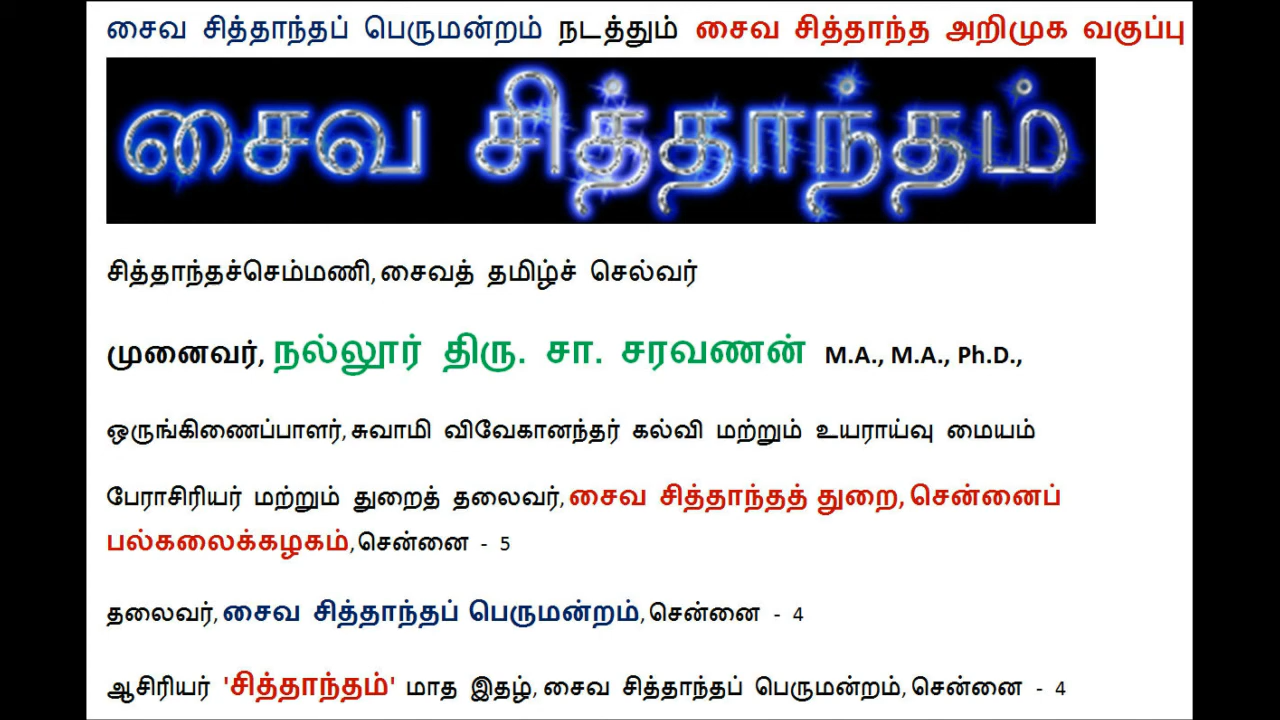 சைவ சித்தாந்தப் பெருமன்றம் நடத்தும் சைவ சித்தாந்த அறிமுக வகுப்பு
சைவ சித்தாந்தம்
சித்தாந்தச்செம்மணி,சைவத் தமிழ்ச் செல்வர்
முனைவர், நல்லூர் திரு. சா. சரவணன் M.A., M.A., Ph.D.,
ஒருங்கிணைப்பாளர்,சுவாமி விவேகானந்தர் கல்வி மற்றும் உயராய்வு மையம்
பேராசிரியர் மற்றும் துறைத் தலைவர்,சைவ சித்தாந்தத் துறை,சென்னைப்
பல்கலைக்கழகம்,சென்னை - 5
தலைவர்,சைவ சித்தாந்தப் பெருமன்றம்,சென்னை - 4
ஆசிரியர் 'சித்தாந்தம்' மாத இதழ்,சைவ சித்தாந்தப் பெருமன்றம்,சென்னை - 4